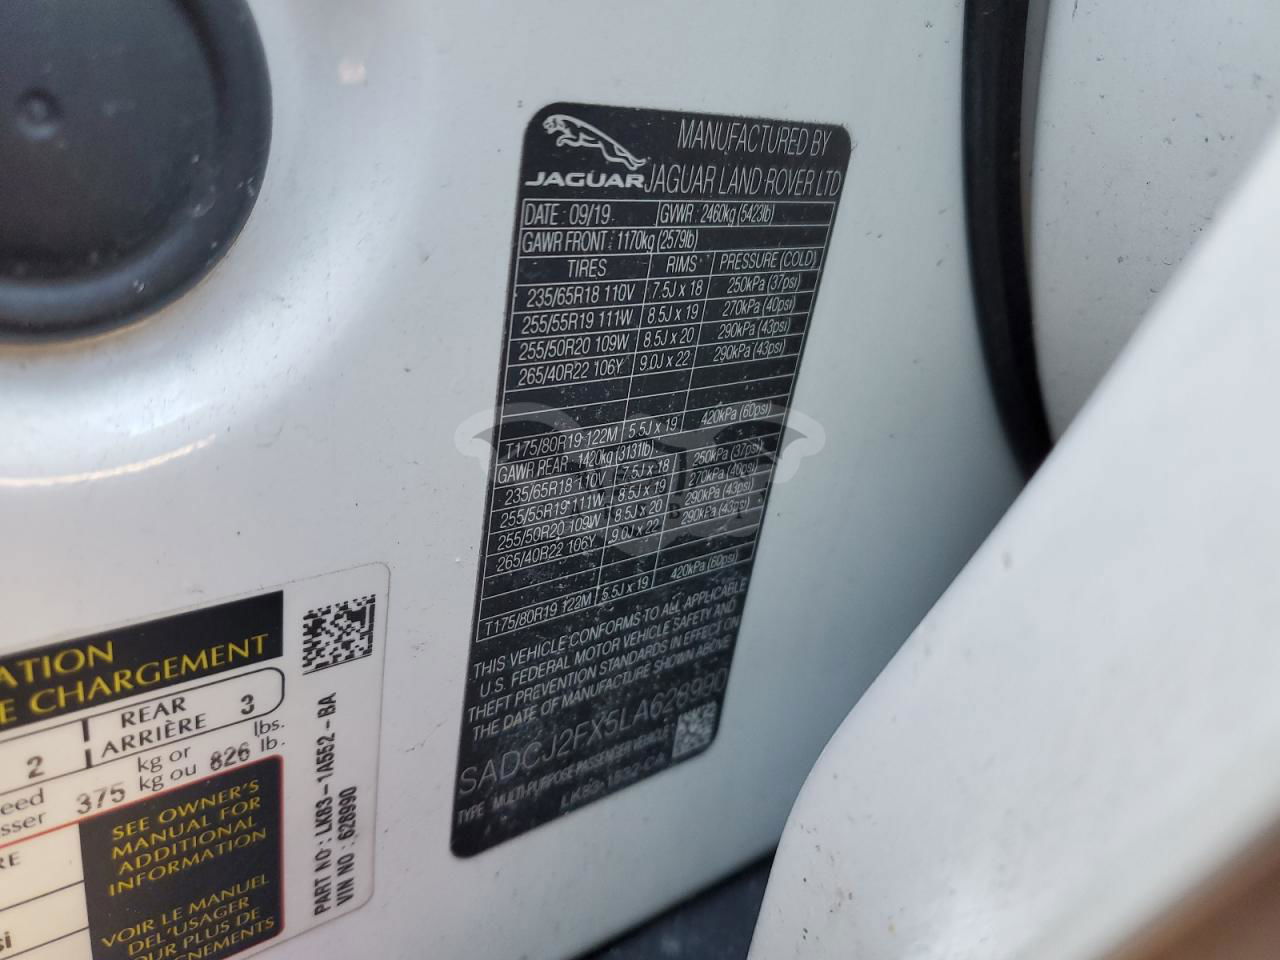 JAGUAR
MANUFACTURED BY
JAGUAR LAND ROVER LTD
DATE : 09/19 GVWR : 2460kg (5423lb)
GAWR FRONT : 1170kg (2579lb)
TIRES RIMS PRESSURE (COLD)
235/65R18 110V 7.5J x 18 250kPa (37psi)
255/55R19 111W 8.5J x 19 270kPa (40psi)
255/50R20 109W 8.5J x 20 290kPa (43psi)
265/40R22 106Y 9.0J x 22 290kPa (43psi)
T175/80R19 122M 5.5J x 19 420kPa (60psi)
GAWR REAR : 1420kg (3131lb)
235/65R18 110V 7.5J x 18 250kPa (37psi)
255/55R19 111W 8.5J x 19 270kPa (40psi)
255/50R20 109W 8.5J x 20 290kPa (43psi)
265/40R22 106Y 9.0J x 22 290kPa (43psi)
T175/80R19 122M 5.5J x 19 420kPa (60psi)
THIS VEHICLE CONFORMS TO ALL APPLICABLE
U.S. FEDERAL MOTOR VEHICLE SAFETY AND
THEFT PREVENTION STANDARDS IN EFFECT ON
THE DATE OF MANUFACTURE SHOWN ABOVE
SADCJ2FX5LA628990
TYPE : MULTI-PURPOSE PASSENGER VEHICLE
ATION
E CHARGEMENT
2 REAR 3
ARRIÈRE
eed 375 kg or 826 lbs.
sser kg ou lb.
RE
si
SEE OWNER'S
MANUAL FOR
ADDITIONAL
INFORMATION
VOIR LE MANUEL
DEL'USAGER
OUR PLUS DE
GNEMENTS
PART NO : LK83-1A552-BA
VIN NO : 628990